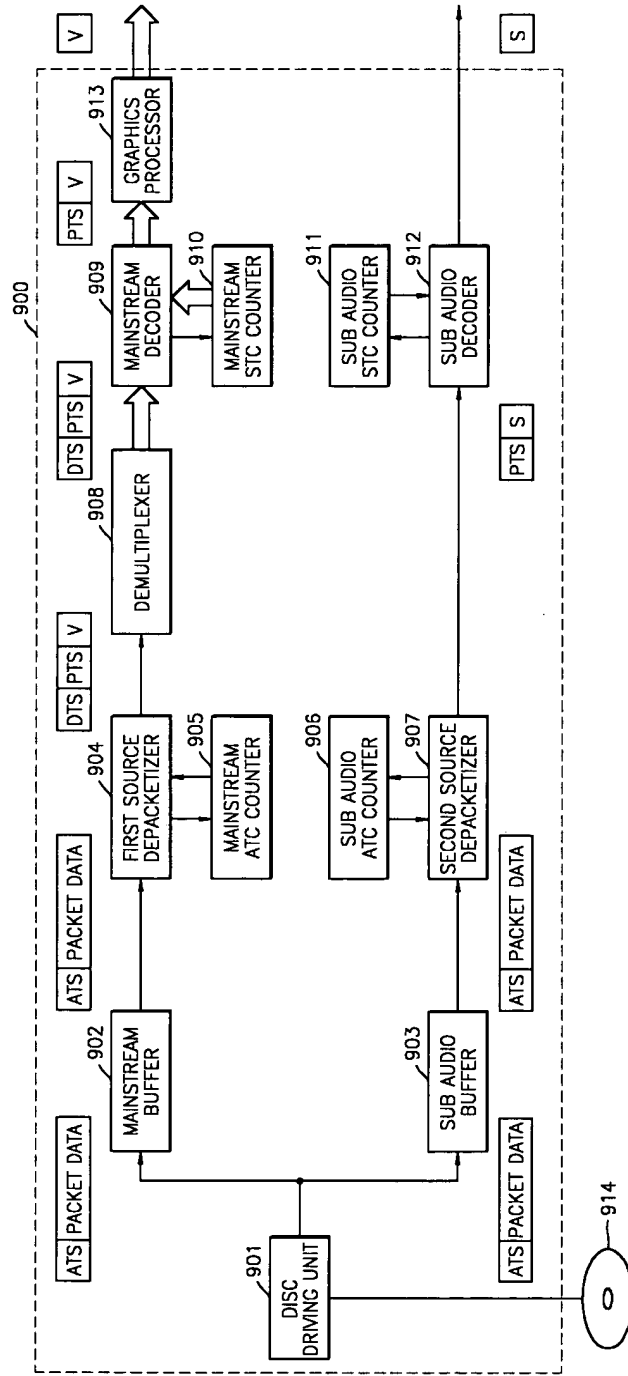 900
ATS PACKET DATA
ATS PACKET DATA
DTS PTS V
DTS PTS V
PTS V
V
902
MAINSTREAM
BUFFER
904
FIRST SOURCE
DEPACKETIZER
908
DEMULTIPLEXER
909
MAINSTREAM
DECODER
913
GRAPHICS
PROCESSOR
905
MAINSTREAM
ATC COUNTER
910
MAINSTREAM
STC COUNTER
901
DISC
DRIVING UNIT
906
SUB AUDIO
ATC COUNTER
911
SUB AUDIO
STC COUNTER
903
SUB AUDIO
BUFFER
907
SECOND SOURCE
DEPACKETIZER
912
SUB AUDIO
DECODER
ATS PACKET DATA
ATS PACKET DATA
PTS S
S
914